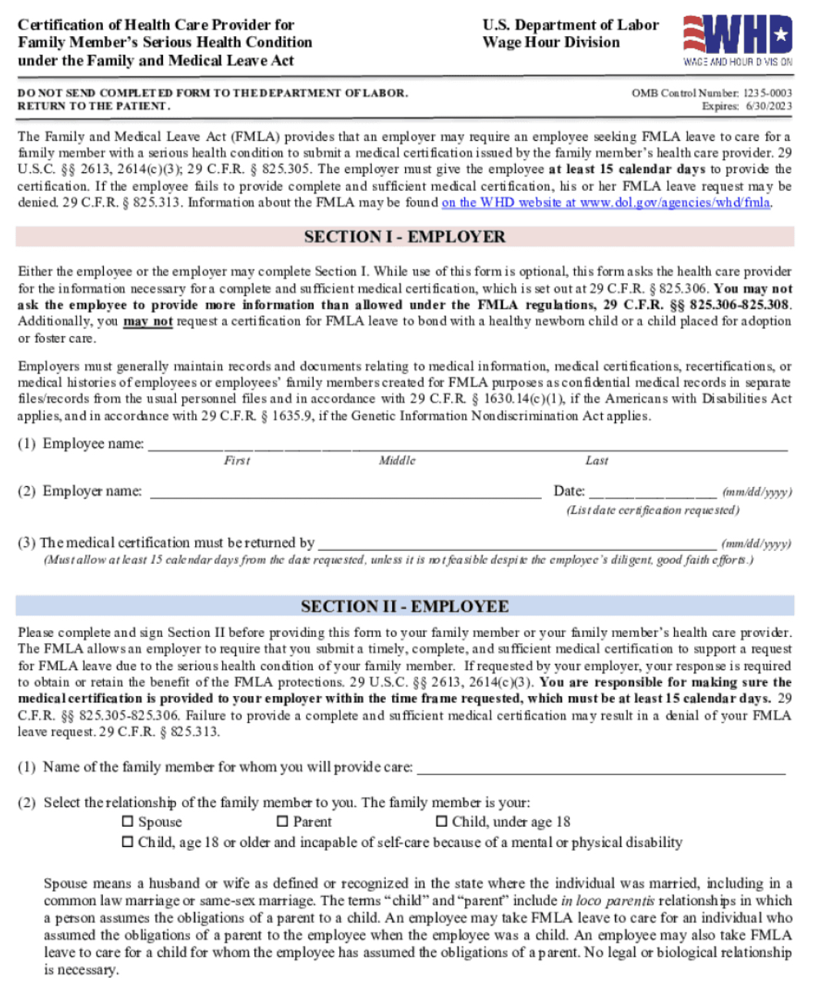 Certification of Health Care Provider for
Family Member's Serious Health Condition
under the Family and Medical Leave Act
U.S. Department of Labor
Wage Hour Division
WHD
WAGE AND HOUR DIVISION
DO NOT SEND COMPLETED FORM TO THE DEPARTMENT OF LABOR.
RETURN TO THE PATIENT.
OMB Control Number: 1235-0003
Expires: 6/30/2023
The Family and Medical Leave Act (FMLA) provides that an employer may require an employee seeking FMLA leave to care for a
family member with a serious health condition to submit a medical certification issued by the family member's health care provider. 29
U.S.C. §§ 2613, 2614(c)(3); 29 C.F.R. § 825.305. The employer must give the employee at least 15 calendar days to provide the
certification. If the employee fails to provide complete and sufficient medical certification, his or her FMLA leave request may be
denied. 29 C.F.R. § 825.313. Information about the FMLA may be found on the WHD website at www.dol.gov/agencies/whd/fmla.
SECTION I - EMPLOYER
Either the employee or the employer may complete Section I. While use of this form is optional, this form asks the health care provider
for the information necessary for a complete and sufficient medical certification, which is set out at 29 C.F.R. § 825.306. You may not
ask the employee to provide more information than allowed under the FMLA regulations, 29 C.F.R. §§ 825.306-825.308.
Additionally, you may not request a certification for FMLA leave to bond with a healthy newborn child or a child placed for adoption
or foster care.
Employers must generally maintain records and documents relating to medical information, medical certifications, recertifications, or
medical histories of employees or employees' family members created for FMLA purposes as confidential medical records in separate
files/records from the usual personnel files and in accordance with 29 C.F.R. § 1630.14(c)(1), if the Americans with Disabilities Act
applies, and in accordance with 29 C.F.R. § 1635.9, if the Genetic Information Nondiscrimination Act applies.
(1) Employee name:
First Middle Last
(2) Employer name: Date: (mm/dd/yyyy)
(List date certification requested)
(3) The medical certification must be returned by (mm/dd/yyyy)
(Must allow at least 15 calendar days from the date requested, unless it is not feasible despite the employee's diligent, good faith efforts.)
SECTION II - EMPLOYEE
Please complete and sign Section II before providing this form to your family member or your family member's health care provider.
The FMLA allows an employer to require that you submit a timely, complete, and sufficient medical certification to support a request
for FMLA leave due to the serious health condition of your family member. If requested by your employer, your response is required
to obtain or retain the benefit of the FMLA protections. 29 U.S.C. §§ 2613, 2614(c)(3). You are responsible for making sure the
medical certification is provided to your employer within the time frame requested, which must be at least 15 calendar days. 29
C.F.R. §§ 825.305-825.306. Failure to provide a complete and sufficient medical certification may result in a denial of your FMLA
leave request. 29 C.F.R. § 825.313.
(1) Name of the family member for whom you will provide care:
(2) Select the relationship of the family member to you. The family member is your:
☐ Spouse ☐ Parent ☐ Child, under age 18
☐ Child, age 18 or older and incapable of self-care because of a mental or physical disability
Spouse means a husband or wife as defined or recognized in the state where the individual was married, including in a
common law marriage or same-sex marriage. The terms "child" and "parent" include in loco parentis relationships in which
a person assumes the obligations of a parent to a child. An employee may take FMLA leave to care for an individual who
assumed the obligations of a parent to the employee when the employee was a child. An employee may also take FMLA
leave to care for a child for whom the employee has assumed the obligations of a parent. No legal or biological relationship
is necessary.